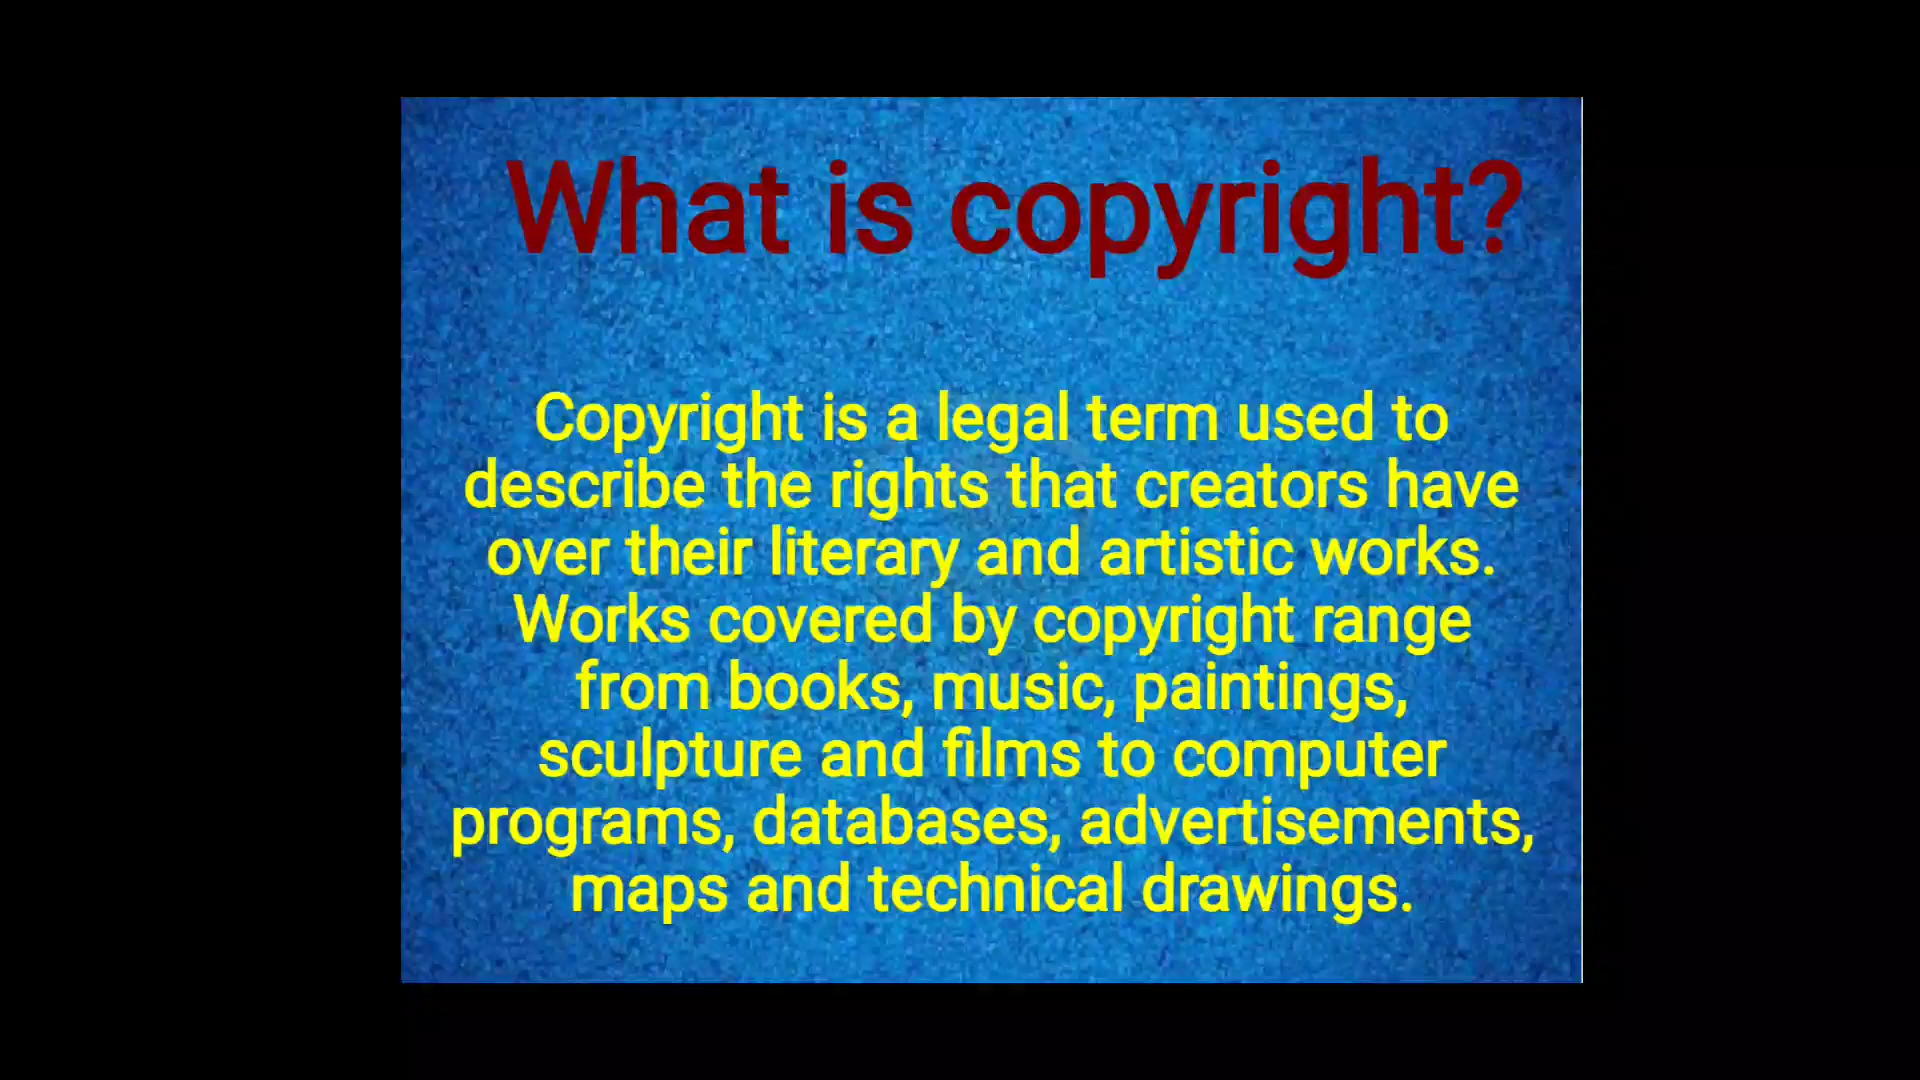 What is copyright?
Copyright is a legal term used to
describe the rights that creators have
over their literary and artistic works.
Works covered by copyright range
from books, music, paintings,
sculpture and films to computer
programs, databases, advertisements,
maps and technical drawings.